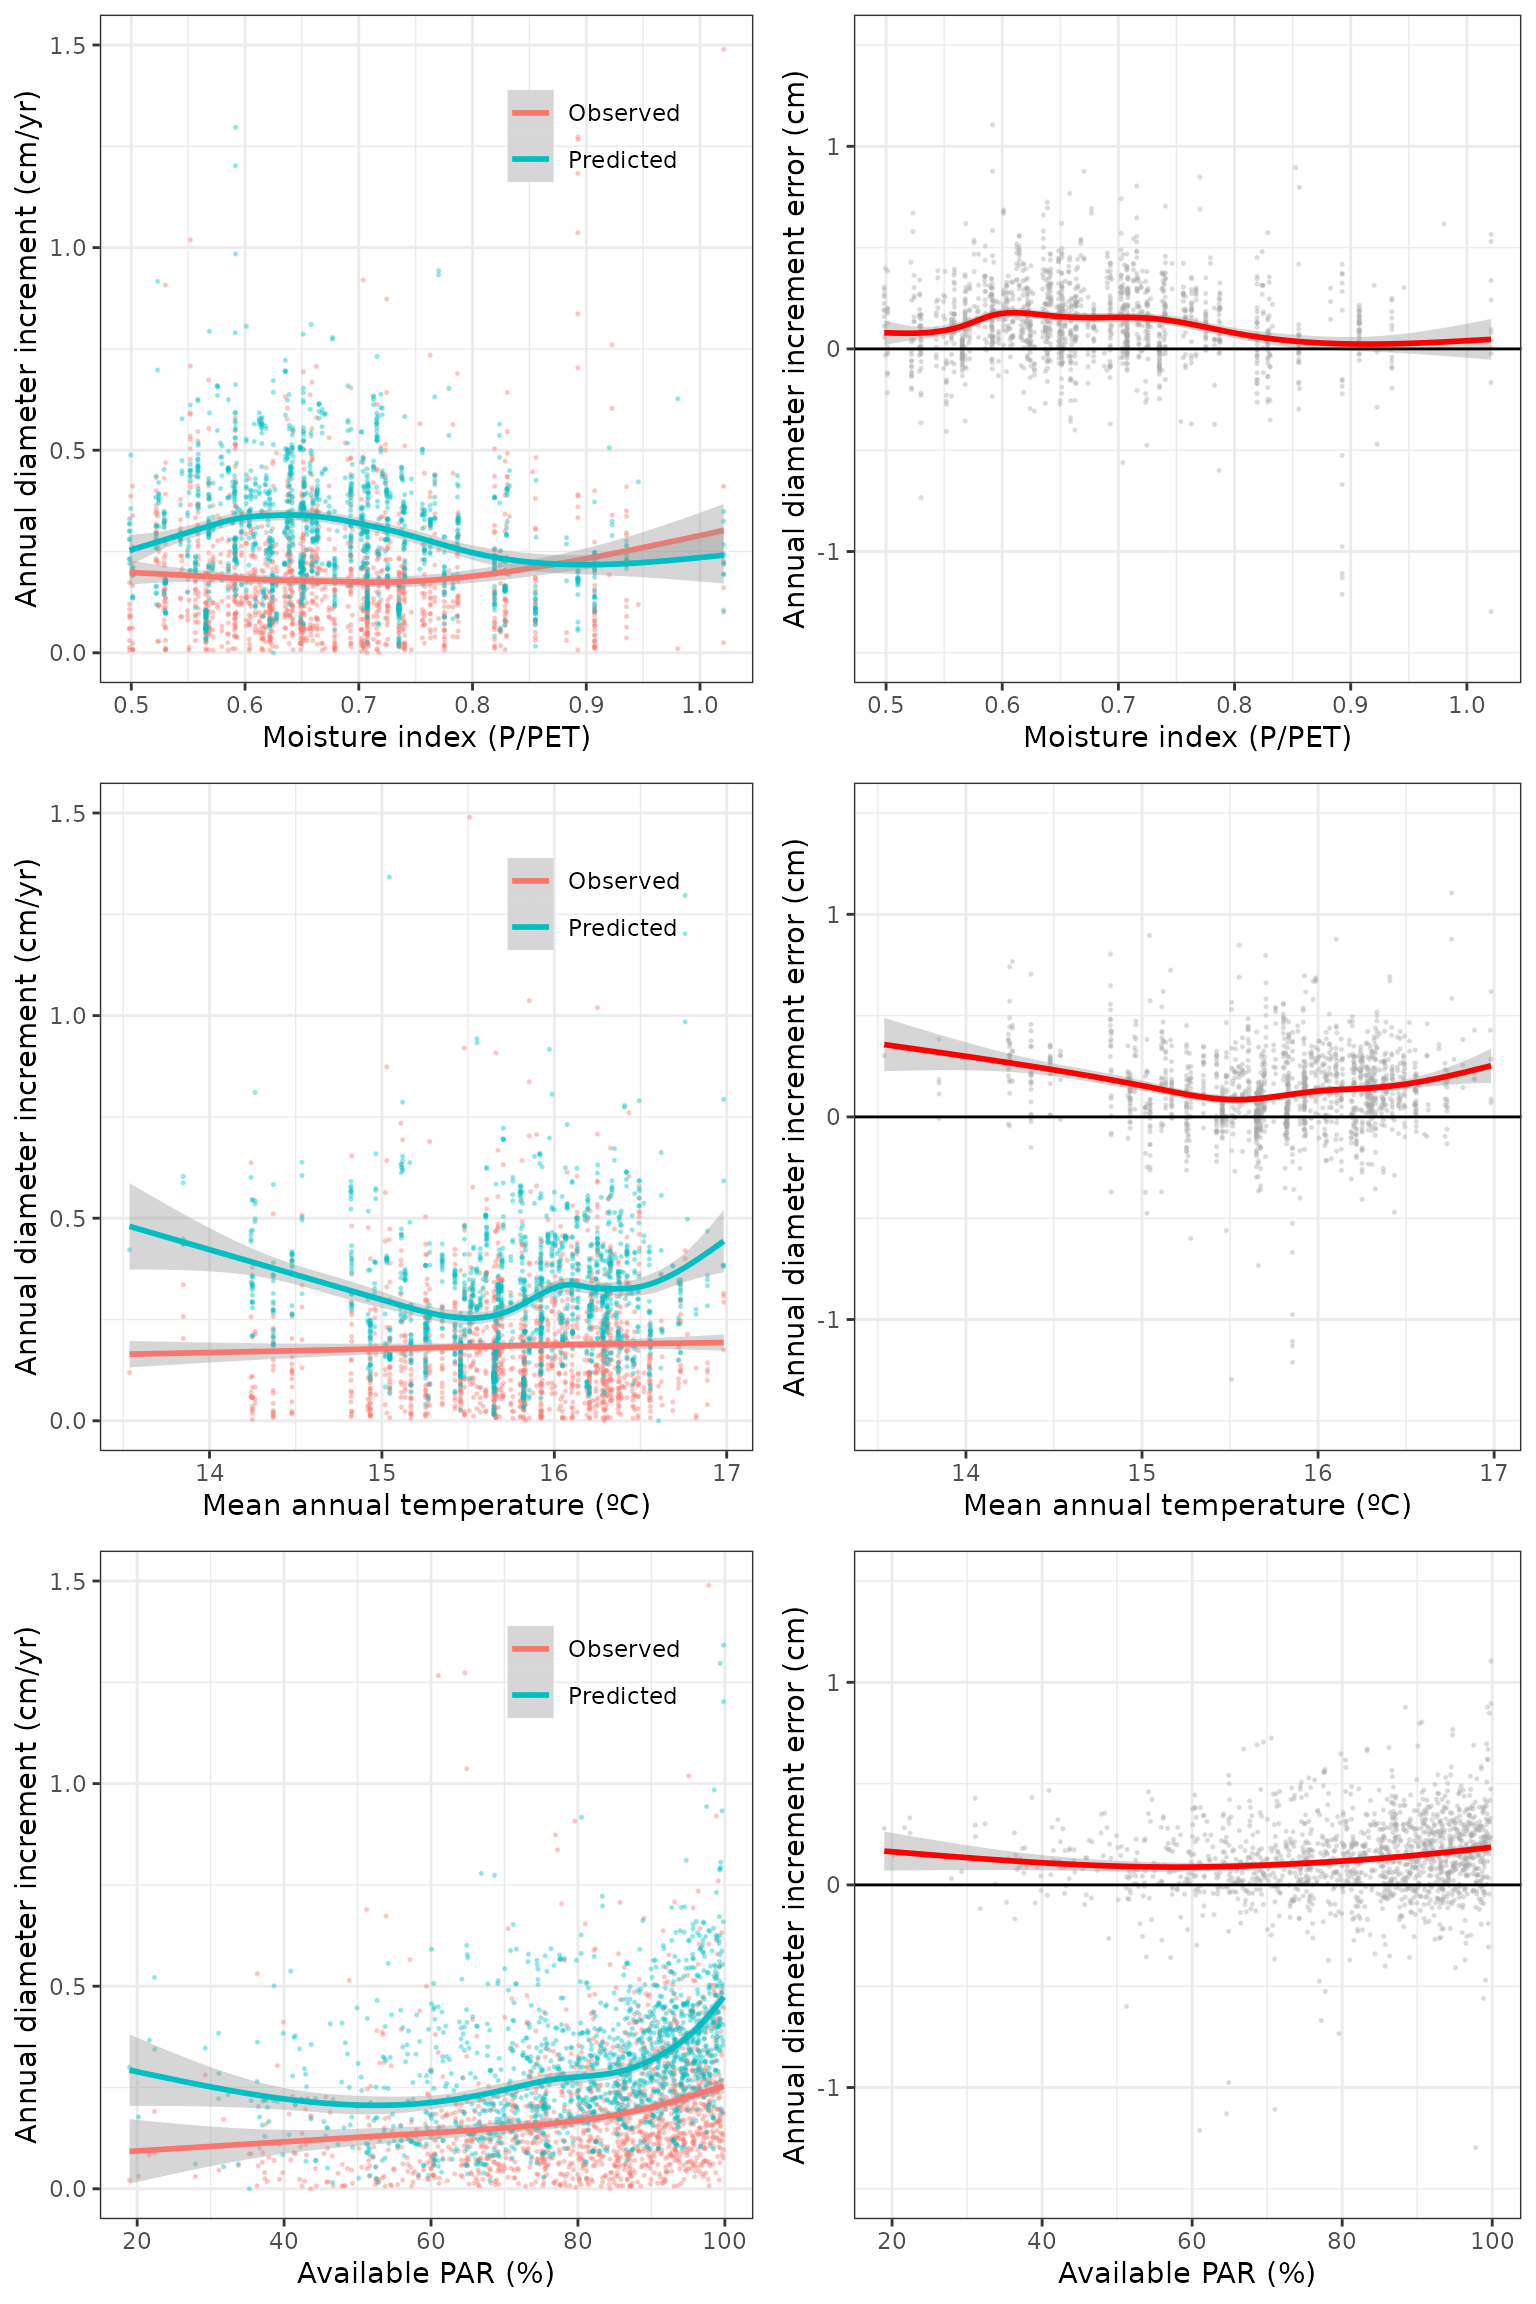 Annual diameter increment (cm/yr)
1.5
1.0
0.5
0.0
Observed
Predicted
0.5 0.6 0.7 0.8 0.9 1.0
Moisture index (P/PET)
Annual diameter increment error (cm)
1
0
-1
0.5 0.6 0.7 0.8 0.9 1.0
Moisture index (P/PET)
Annual diameter increment (cm/yr)
1.5
1.0
0.5
0.0
Observed
Predicted
14 15 16 17
Mean annual temperature (ºC)
Annual diameter increment error (cm)
1
0
-1
14 15 16 17
Mean annual temperature (ºC)
Annual diameter increment (cm/yr)
1.5
1.0
0.5
0.0
Observed
Predicted
20 40 60 80 100
Available PAR (%)
Annual diameter increment error (cm)
1
0
-1
20 40 60 80 100
Available PAR (%)